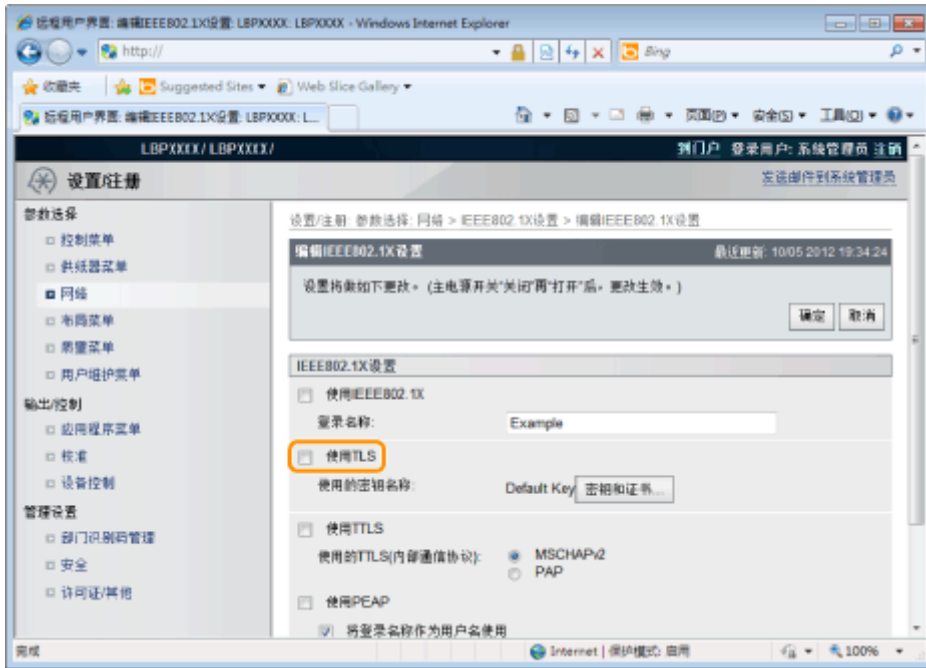 远程用户界面: 编辑IEEE802.1X设置: LBPXXXX: LBPXXXX - Windows Internet Explorer
http://
Bing
收藏夹 Suggested Sites Web Slice Gallery
远程用户界面: 编辑IEEE802.1X设置: LBPXXXX: L...
页面(P) 安全(S) 工具(O)
LBPXXXX/ LBPXXXX/ 到门户 登录用户: 系统管理员 注销
设置/注册 发送邮件到系统管理员
参数选择
控制菜单
供纸器菜单
网络
布局菜单
质量菜单
用户维护菜单
输出/控制
应用程序菜单
校准
设备控制
管理设置
部门识别码管理
安全
许可证/其他
设置/注册: 参数选择: 网络 > IEEE802.1X设置 > 编辑IEEE802.1X设置
编辑IEEE802.1X设置 最近更新: 10/05 2012 19:34:24
设置将做如下更改。(主电源开关“关闭”再“打开”后，更改生效。)
确定 取消
IEEE802.1X设置
使用IEEE802.1X
登录名称: Example
使用TLS
使用的密钥名称: Default Key 密钥和证书...
使用TTLS
使用的TTLS(内部通信协议): MSCHAPv2
PAP
使用PEAP
将登录名称作为用户名使用
完成 Internet | 保护模式: 启用 100%